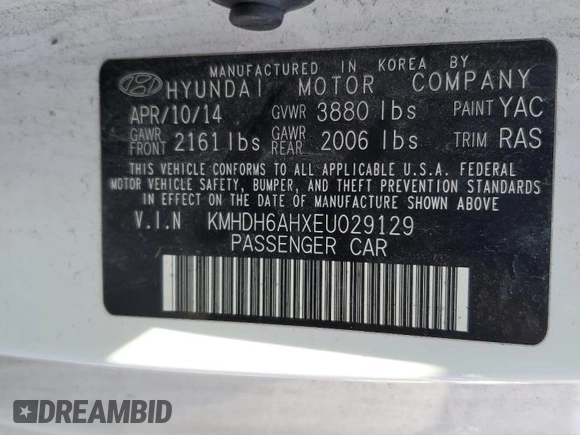 MANUFACTURED IN KOREA BY
HYUNDAI MOTOR COMPANY
APR/10/14 GVWR 3880 lbs PAINT YAC
GAWR FRONT 2161 lbs GAWR REAR 2006 lbs TRIM RAS
THIS VEHICLE CONFORMS TO ALL APPLICABLE U.S.A. FEDERAL
MOTOR VEHICLE SAFETY, BUMPER, AND THEFT PREVENTION STANDARDS
IN EFFECT ON THE DATE OF MANUFACTURE SHOWN ABOVE.
V.I.N KMHDH6AHXEU029129
PASSENGER CAR
DREAMBID